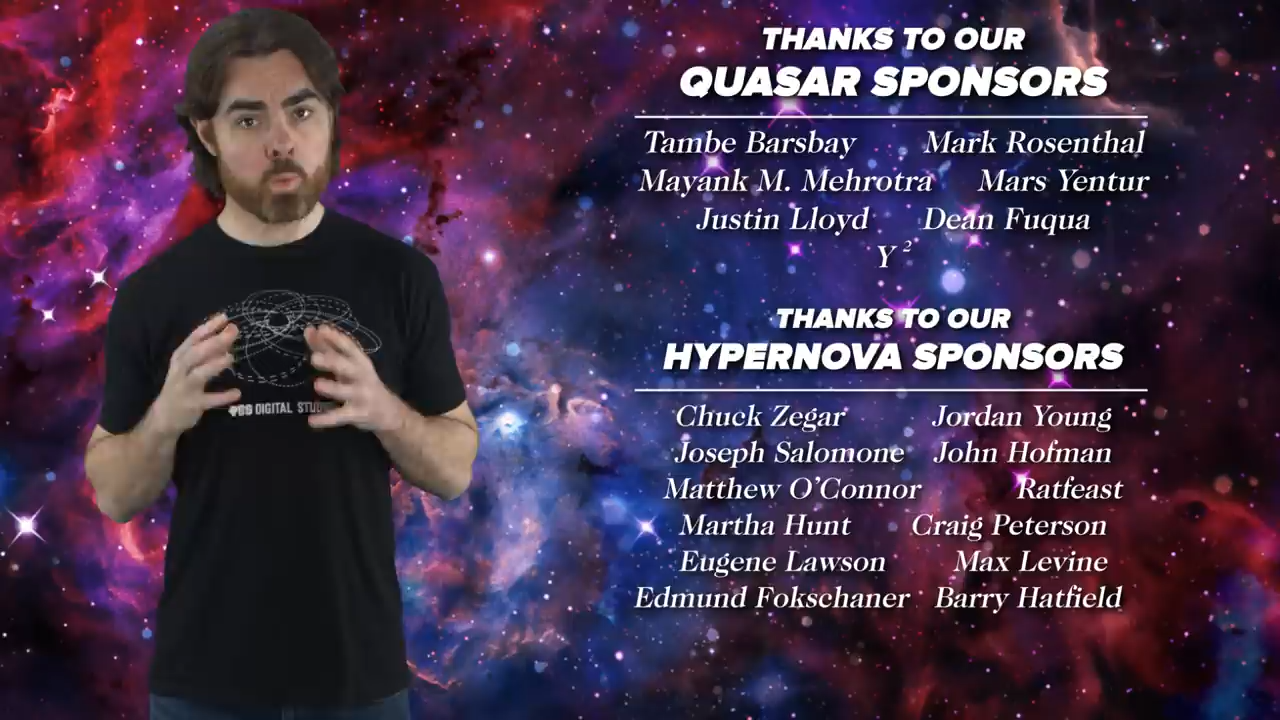 THANKS TO OUR
QUASAR SPONSORS
Tambe Barsbay Mark Rosenthal
Mayank M. Mehrotra Mars Yentur
Justin Lloyd Dean Fuqua
Y²
THANKS TO OUR
HYPERNOVA SPONSORS
Chuck Zegar Jordan Young
Joseph Salomone John Hofman
Matthew O'Connor Ratfeast
Martha Hunt Craig Peterson
Eugene Lawson Max Levine
Edmund Fokschaner Barry Hatfield
DIGITAL